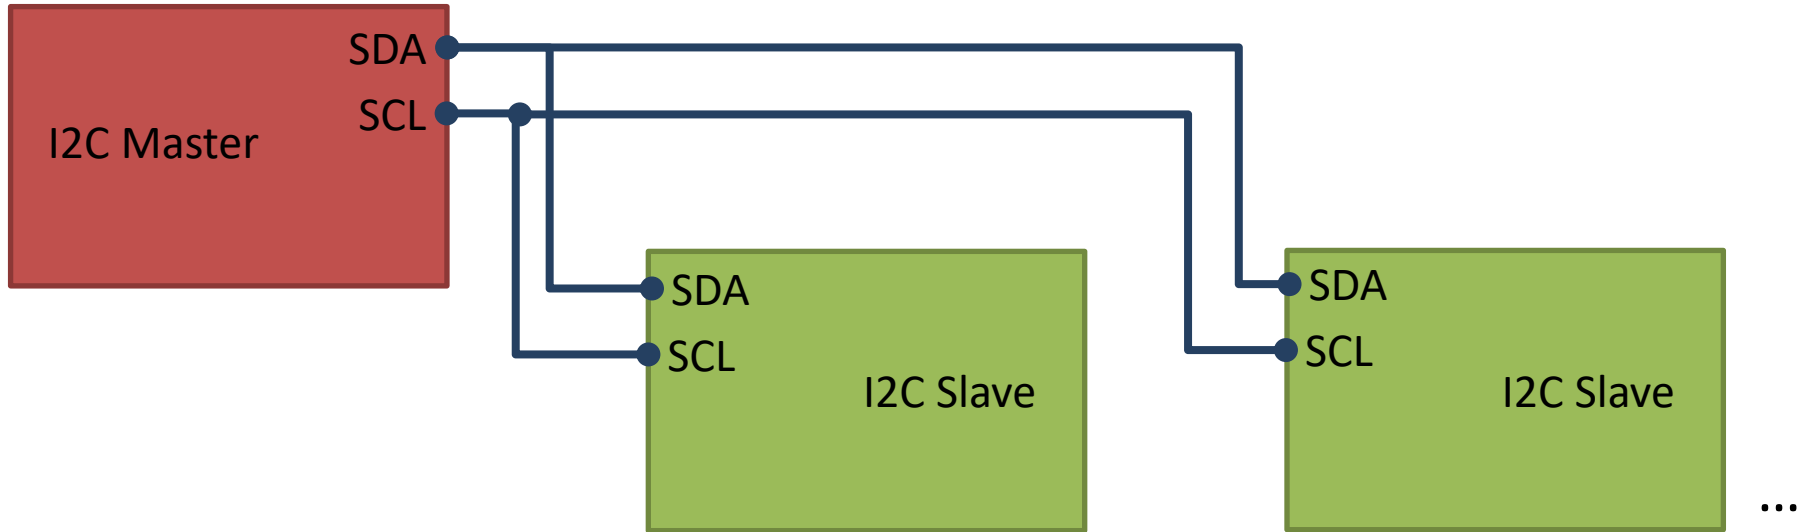 SDA
SCL
I2C Master
SDA
SCL
I2C Slave
SDA
SCL
I2C Slave
...